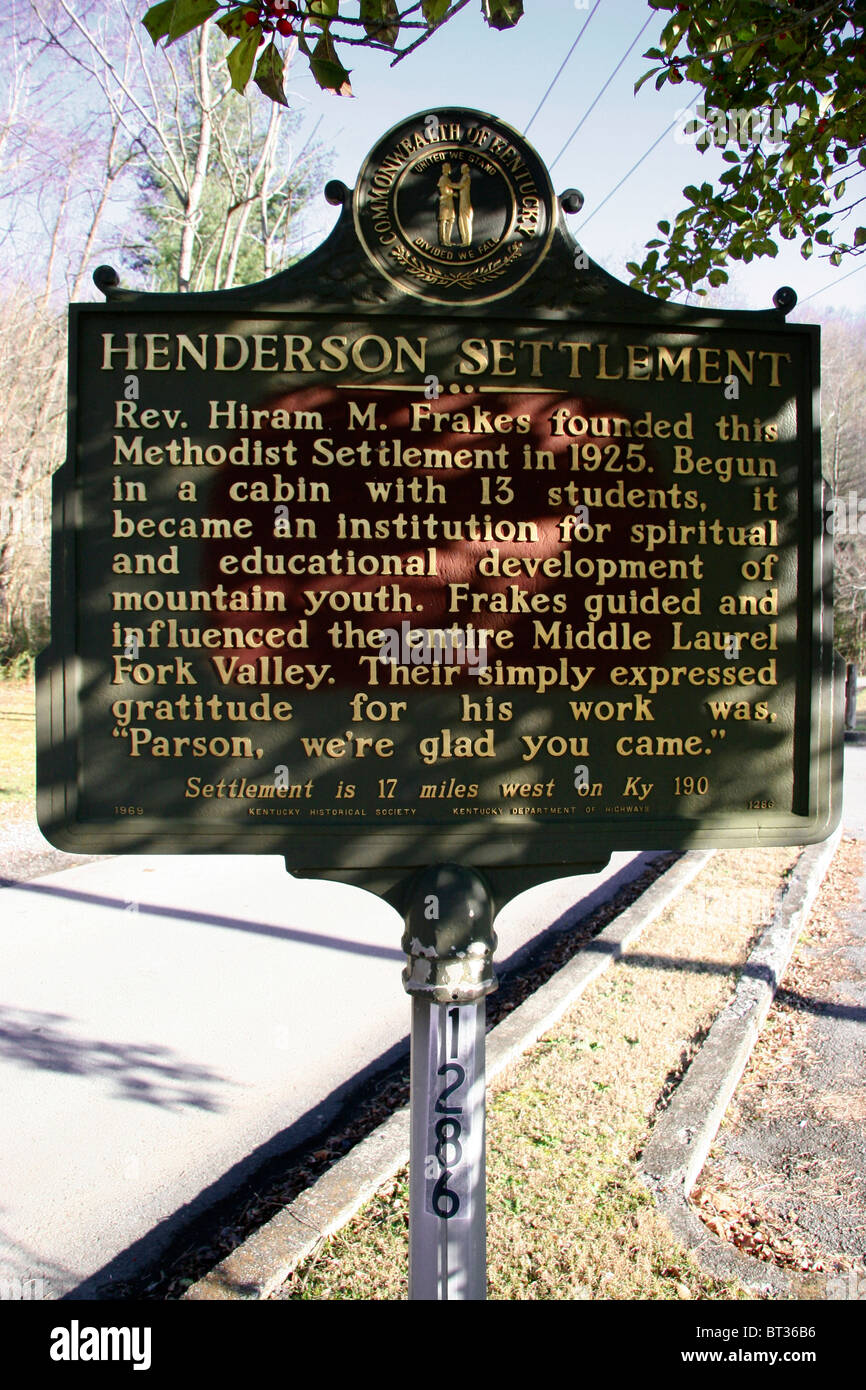 COMMONWEALTH OF KENTUCKY
UNITED WE STAND
DIVIDED WE FALL
HENDERSON SETTLEMENT
Rev. Hiram M. Frakes founded this
Methodist Settlement in 1925. Begun
in a cabin with 13 students, it
became an institution for spiritual
and educational development of
mountain youth. Frakes guided and
influenced the entire Middle Laurel
Fork Valley. Their simply expressed
gratitude for his work was,
“Parson, we're glad you came.”
Settlement is 17 miles west on Ky 190
1969 KENTUCKY HISTORICAL SOCIETY KENTUCKY DEPARTMENT OF HIGHWAYS 1286
1286
alamy
Image ID: BT36B6
www.alamy.com